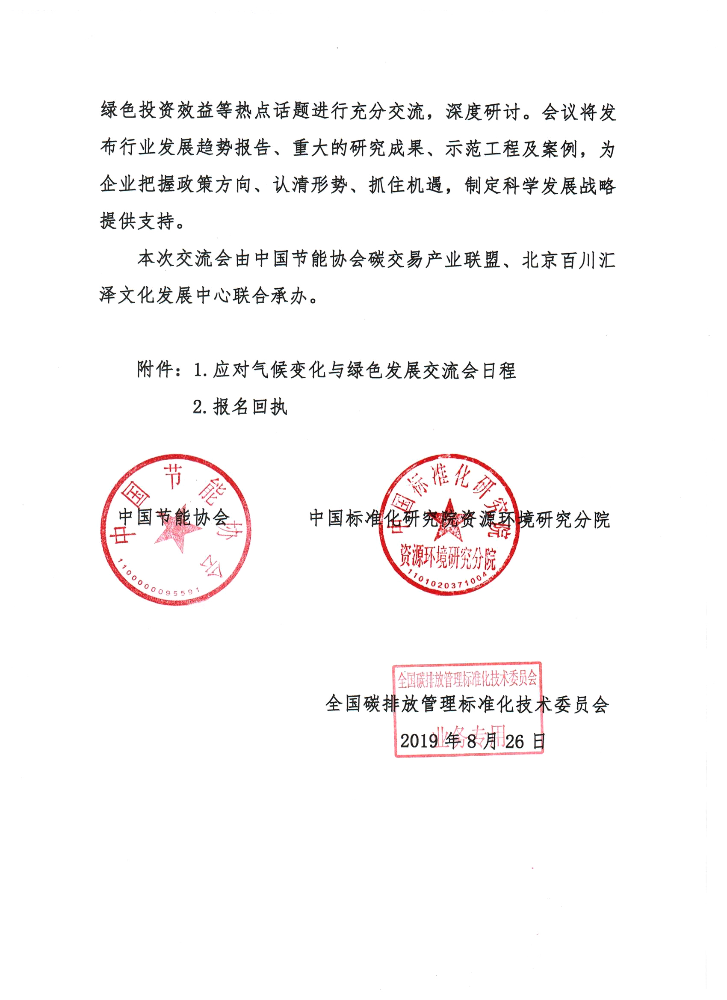 绿色投资效益等热点话题进行充分交流，深度研讨。会议将发
布行业发展趋势报告、重大的研究成果、示范工程及案例，为
企业把握政策方向、认清形势、抓住机遇，制定科学发展战略
提供支持。
本次交流会由中国节能协会碳交易产业联盟、北京百川汇
泽文化发展中心联合承办。
附件：1.应对气候变化与绿色发展交流会日程
2.报名回执
中国节能协会
中国节能协会
1100000095591
中国标准化研究院资源环境研究分院
中国标准化研究院
资源环境研究分院
1101020371004
全国碳排放管理标准化技术委员会
全国碳排放管理标准化技术委员会
业务专用
2019 年 8 月 26 日